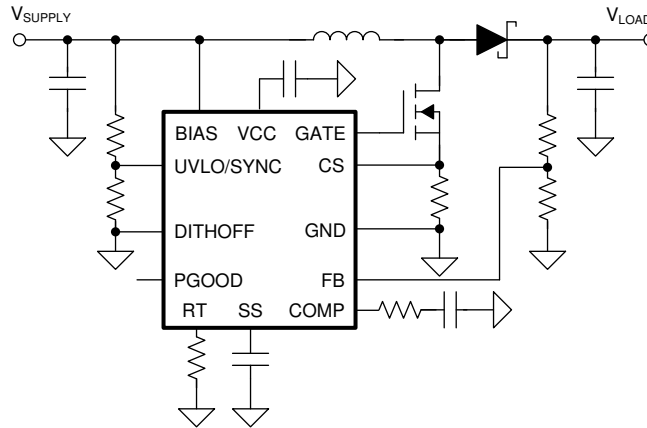 VSUPPLY
VLOAD
BIAS VCC GATE
UVLO/SYNC CS
DITHOFF GND
PGOOD FB
RT SS COMP